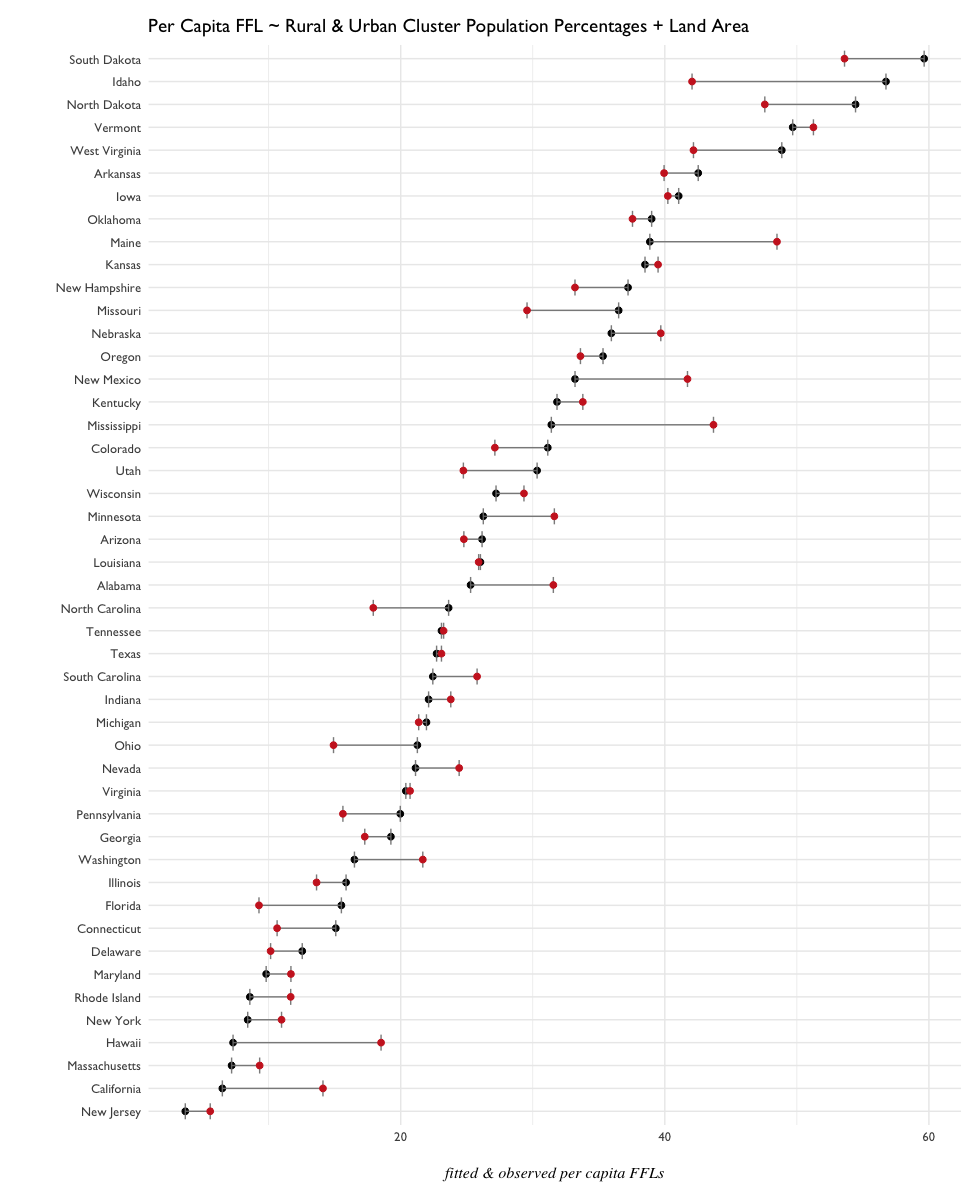 Per Capita FFL ~ Rural & Urban Cluster Population Percentages + Land Area
South Dakota
Idaho
North Dakota
Vermont
West Virginia
Arkansas
Iowa
Oklahoma
Maine
Kansas
New Hampshire
Missouri
Nebraska
Oregon
New Mexico
Kentucky
Mississippi
Colorado
Utah
Wisconsin
Minnesota
Arizona
Louisiana
Alabama
North Carolina
Tennessee
Texas
South Carolina
Indiana
Michigan
Ohio
Nevada
Virginia
Pennsylvania
Georgia
Washington
Illinois
Florida
Connecticut
Delaware
Maryland
Rhode Island
New York
Hawaii
Massachusetts
California
New Jersey
20 40 60
fitted & observed per capita FFLs